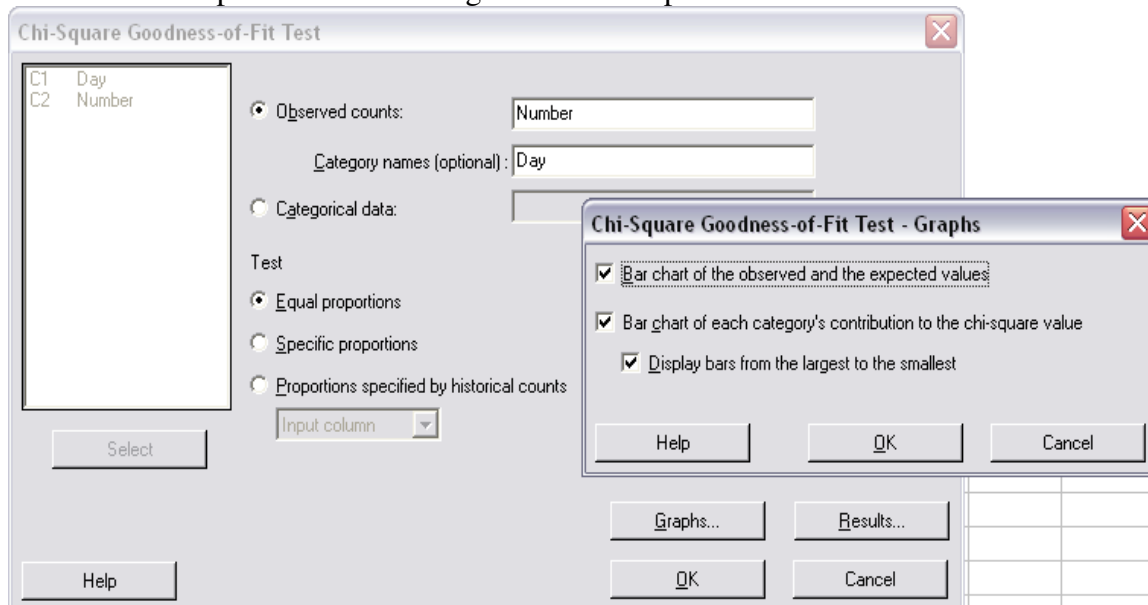 Chi-Square Goodness-of-Fit Test
C1 Day
C2 Number
Observed counts:
Number
Category names (optional) :
Day
Categorical data:
Test
Equal proportions
Specific proportions
Proportions specified by historical counts
Input column
Select
Chi-Square Goodness-of-Fit Test - Graphs
Bar chart of the observed and the expected values
Bar chart of each category's contribution to the chi-square value
Display bars from the largest to the smallest
Help
OK
Cancel
Graphs...
Results...
Help
OK
Cancel